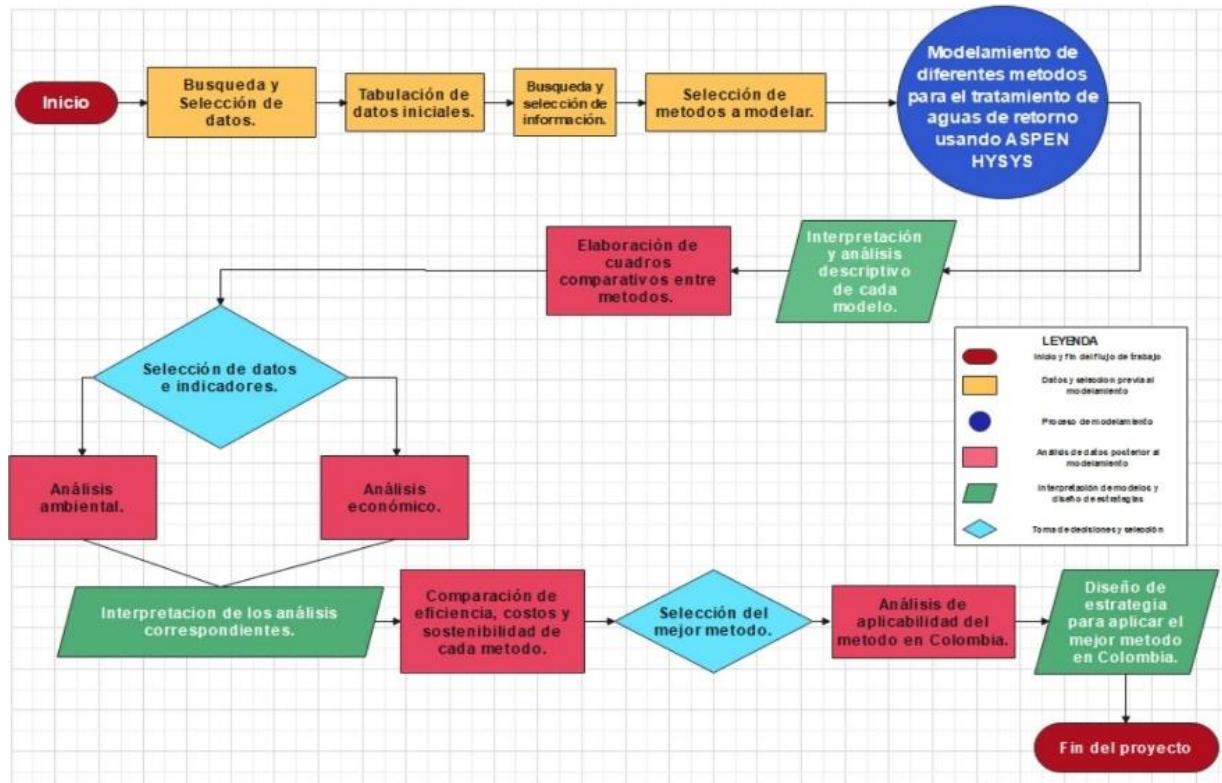 Inicio
Busqueda y
Selección de
datos.
Tabulación de
datos iniciales.
Busqueda y
selección de
información.
Selección de
metodos a modelar.
Modelamiento de
diferentes metodos
para el tratamiento de
aguas de retorno
usando ASPEN
HYSYS
Interpretación
y análisis
descriptivo
de cada
modelo.
Elaboración de
cuadros
comparativos entre
metodos.
Selección de datos
e indicadores.
Análisis
ambiental.
Análisis
económico.
Interpretacion de los análisis
correspondientes.
Comparación de
eficiencia, costos y
sostenibilidad de
cada metodo.
Selección del
mejor metodo.
Análisis de
aplicabilidad del
metodo en Colombia.
Diseño de
estrategia
para aplicar el
mejor metodo
en Colombia.
Fin del proyecto
LEYENDA
Inicio y fin del flujo de trabajo
Datos y seleccion previa al
modelamiento
Proceso de modelamiento
Análisis de datos posterior al
modelamiento
Interpretación de modelos y
diseño de estrategias
Toma de decisiones y selección